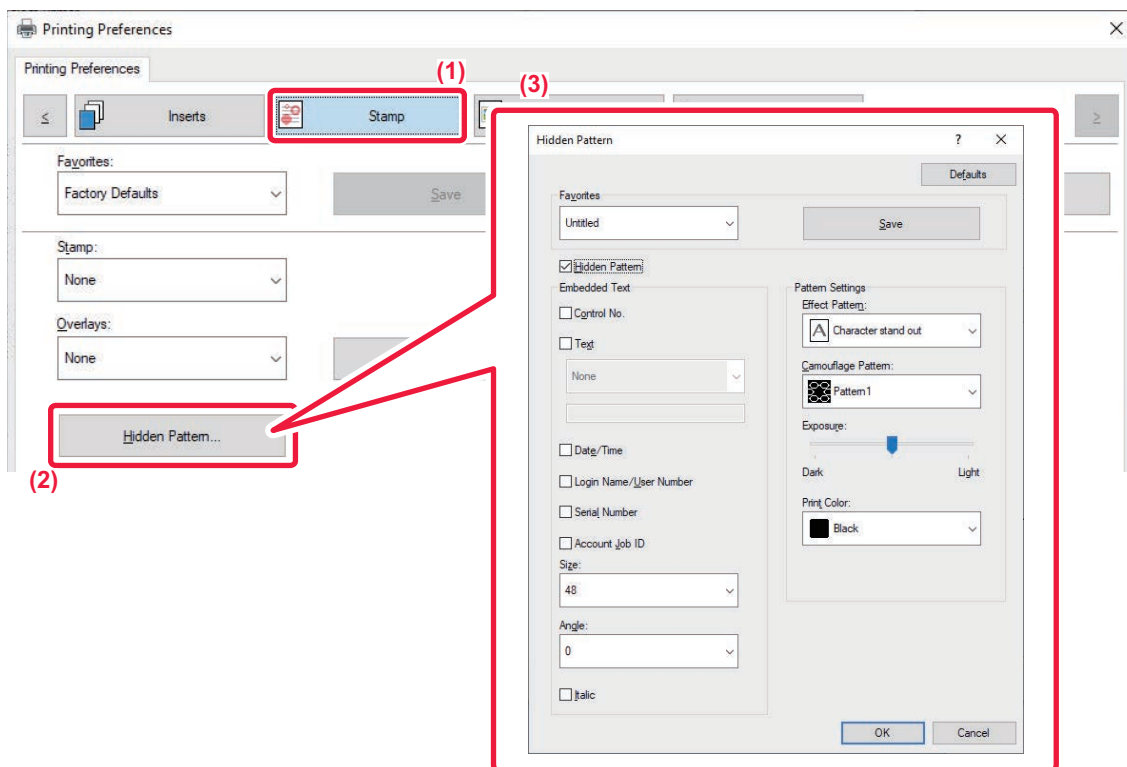 Printing Preferences
Printing Preferences
(1)
(3)
<
Inserts
Stamp
>
Favorites:
Factory Defaults
Save
Stamp:
None
Overlays:
None
Hidden Pattern...
(2)
Hidden Pattern
?
Defaults
Favorites
Untitled
Save
Hidden Pattern
Embedded Text
Control No.
Text
None
Date/Time
Login Name/User Number
Serial Number
Account Job ID
Size:
48
Angle:
0
Italic
Pattern Settings
Effect Pattern:
A Character stand out
Camouflage Pattern:
Pattern1
Exposure:
Dark Light
Print Color:
Black
OK Cancel